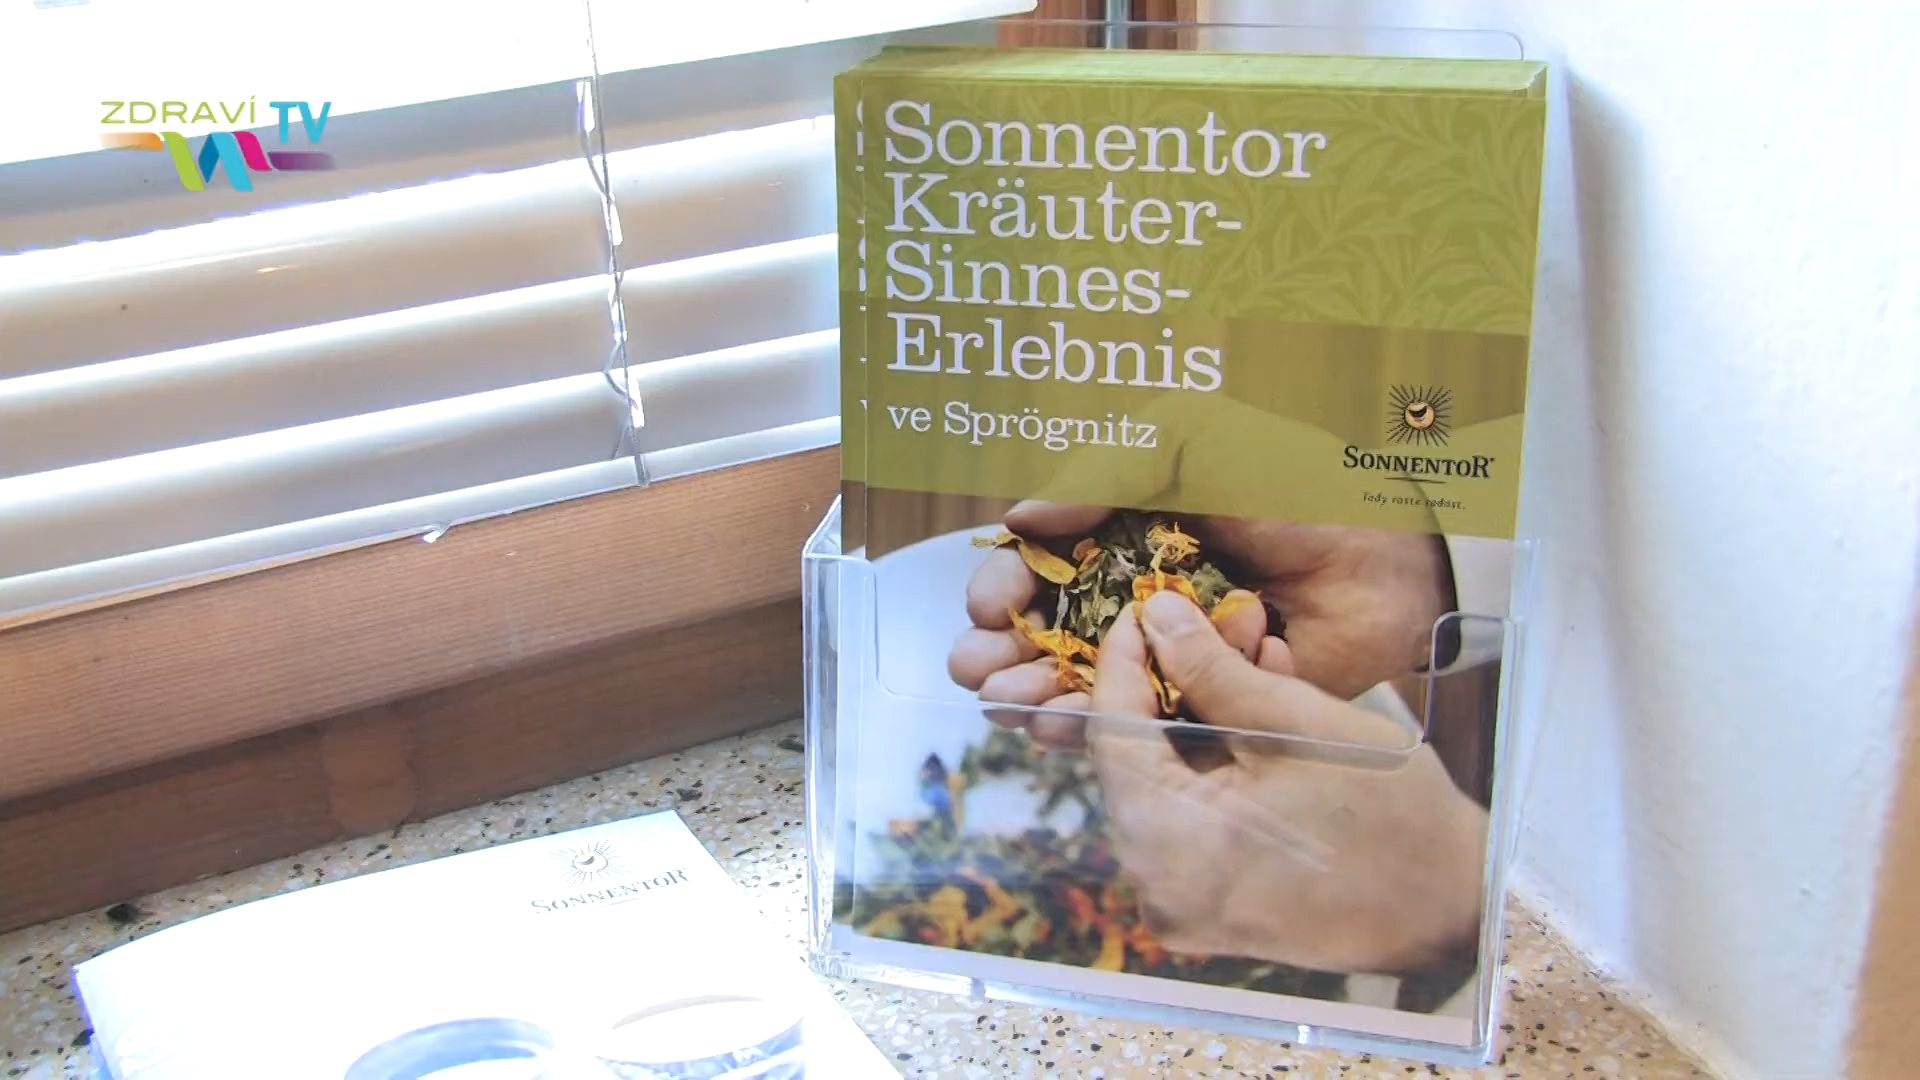 ZDRAVÍ TV
Sonnentor
Kräuter-
Sinnes-
Erlebnis
ve Sprögnitz
SONNENTOR
Tady roste radost.
SONNENTOR